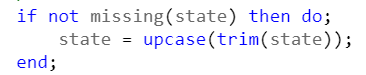 if not missing(state) then do;
    state = upcase(trim(state));
end;